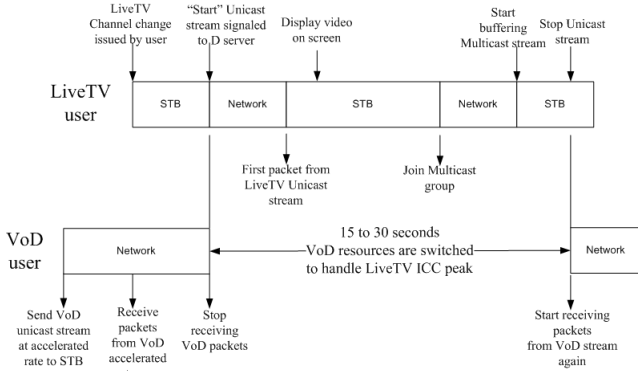 LiveTV
Channel change
issued by user
"Start" Unicast
stream signaled
to D server
Display video
on screen
Start
buffering
Multicast stream
Stop Unicast
stream
LiveTV
user
STB
Network
STB
Network
STB
First packet from
LiveTV Unicast
stream
Join Multicast
group
VoD
user
Network
15 to 30 seconds
VoD resources are switched
to handle LiveTV ICC peak
Network
Send VoD
unicast stream
at accelerated
rate to STB
Receive
packets
from VoD
accelerated
Stop
receiving
VoD packets
Start receiving
packets
from VoD stream
again